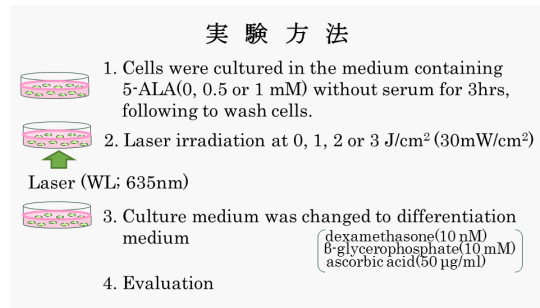 実験方法
1. Cells were cultured in the medium containing
5-ALA(0, 0.5 or 1 mM) without serum for 3hrs,
following to wash cells.
2. Laser irradiation at 0, 1, 2 or 3 J/cm² (30mW/cm²)
Laser (WL; 635nm)
3. Culture medium was changed to differentiation
medium
dexamethasone(10 nM)
β-glycerophosphate(10 mM)
ascorbic acid(50 μg/ml)
4. Evaluation